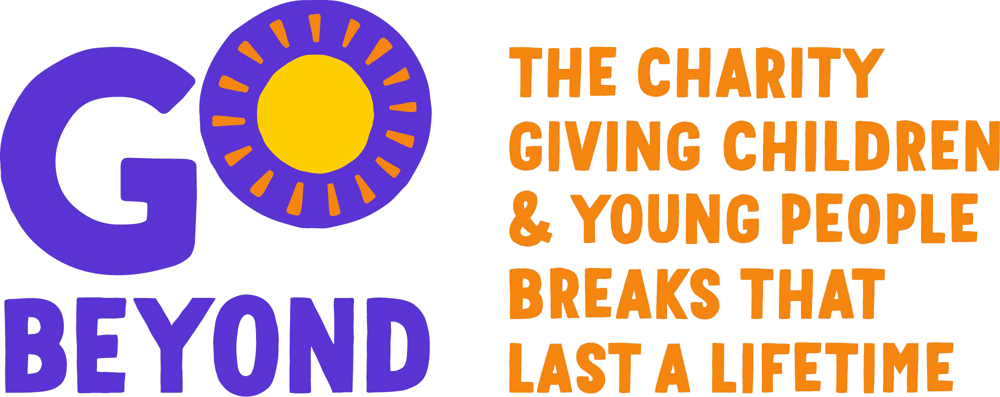 GO
BEYOND
THE CHARITY
GIVING CHILDREN
& YOUNG PEOPLE
BREAKS THAT
LAST A LIFETIME